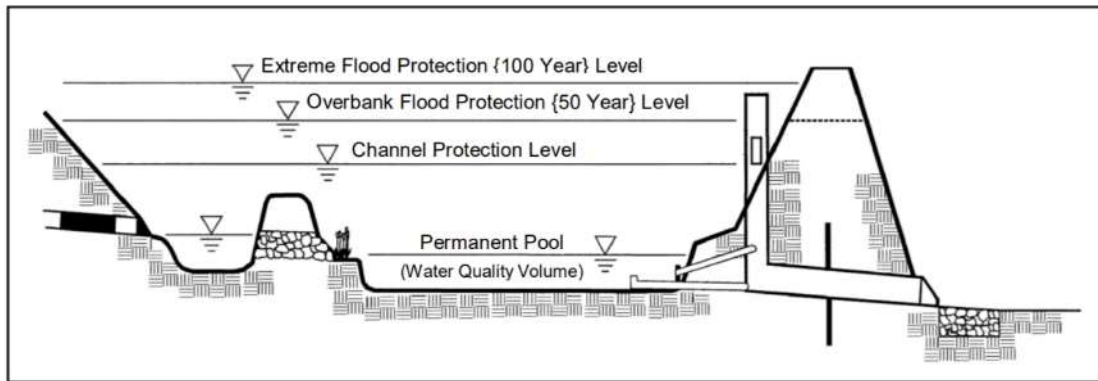 Extreme Flood Protection {100 Year} Level
Overbank Flood Protection {50 Year} Level
Channel Protection Level
Permanent Pool
(Water Quality Volume)